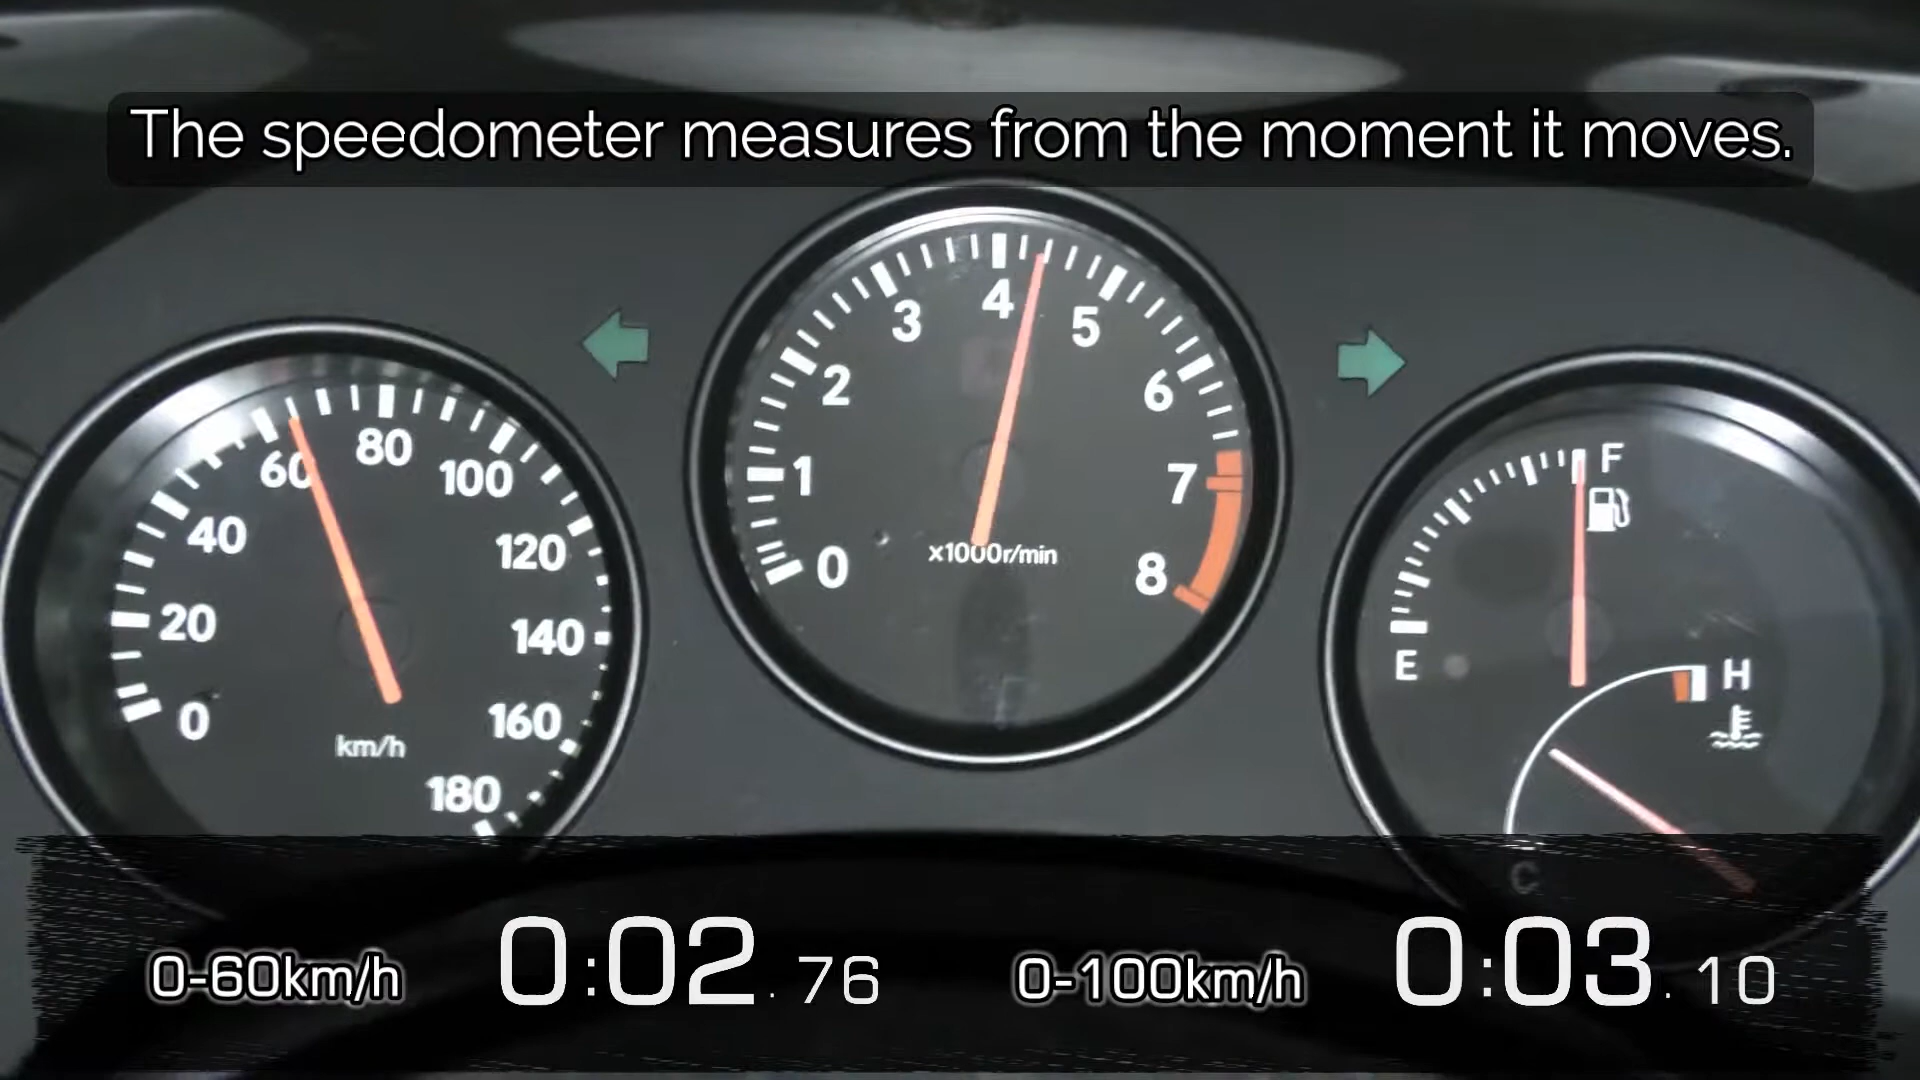 The speedometer measures from the moment it moves.
0
20
40
60
80
100
120
140
160
180
km/h
0
1
2
3
4
5
6
7
8
x1000r/min
F
E
H
C
0-60km/h 0:02.76 0-100km/h 0:03.10